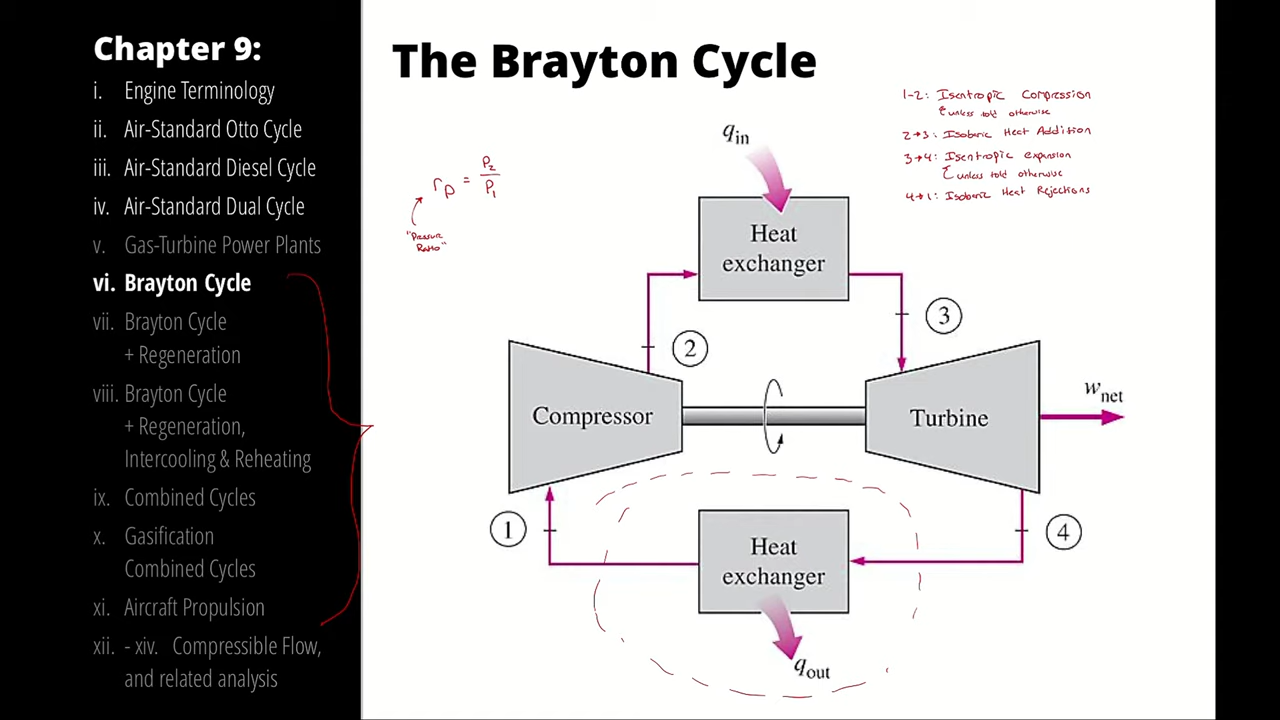 Chapter 9:
i. Engine Terminology
ii. Air-Standard Otto Cycle
iii. Air-Standard Diesel Cycle
iv. Air-Standard Dual Cycle
v. Gas-Turbine Power Plants
vi. Brayton Cycle
vii. Brayton Cycle
+ Regeneration
viii. Brayton Cycle
+ Regeneration,
Intercooling & Reheating
ix. Combined Cycles
x. Gasification
Combined Cycles
xi. Aircraft Propulsion
xii. - xiv. Compressible Flow,
and related analysis
The Brayton Cycle
1-2: Isentropic Compression
unless told otherwise
2→3: Isobaric Heat Addition
3→4: Isentropic expansion
unless told otherwise
4→1: Isobaric Heat Rejections
rp = P2/P1
"Pressur
Ratio"
qin
Heat
exchanger
2
3
Compressor
Turbine
wnet
1
Heat
exchanger
4
qout